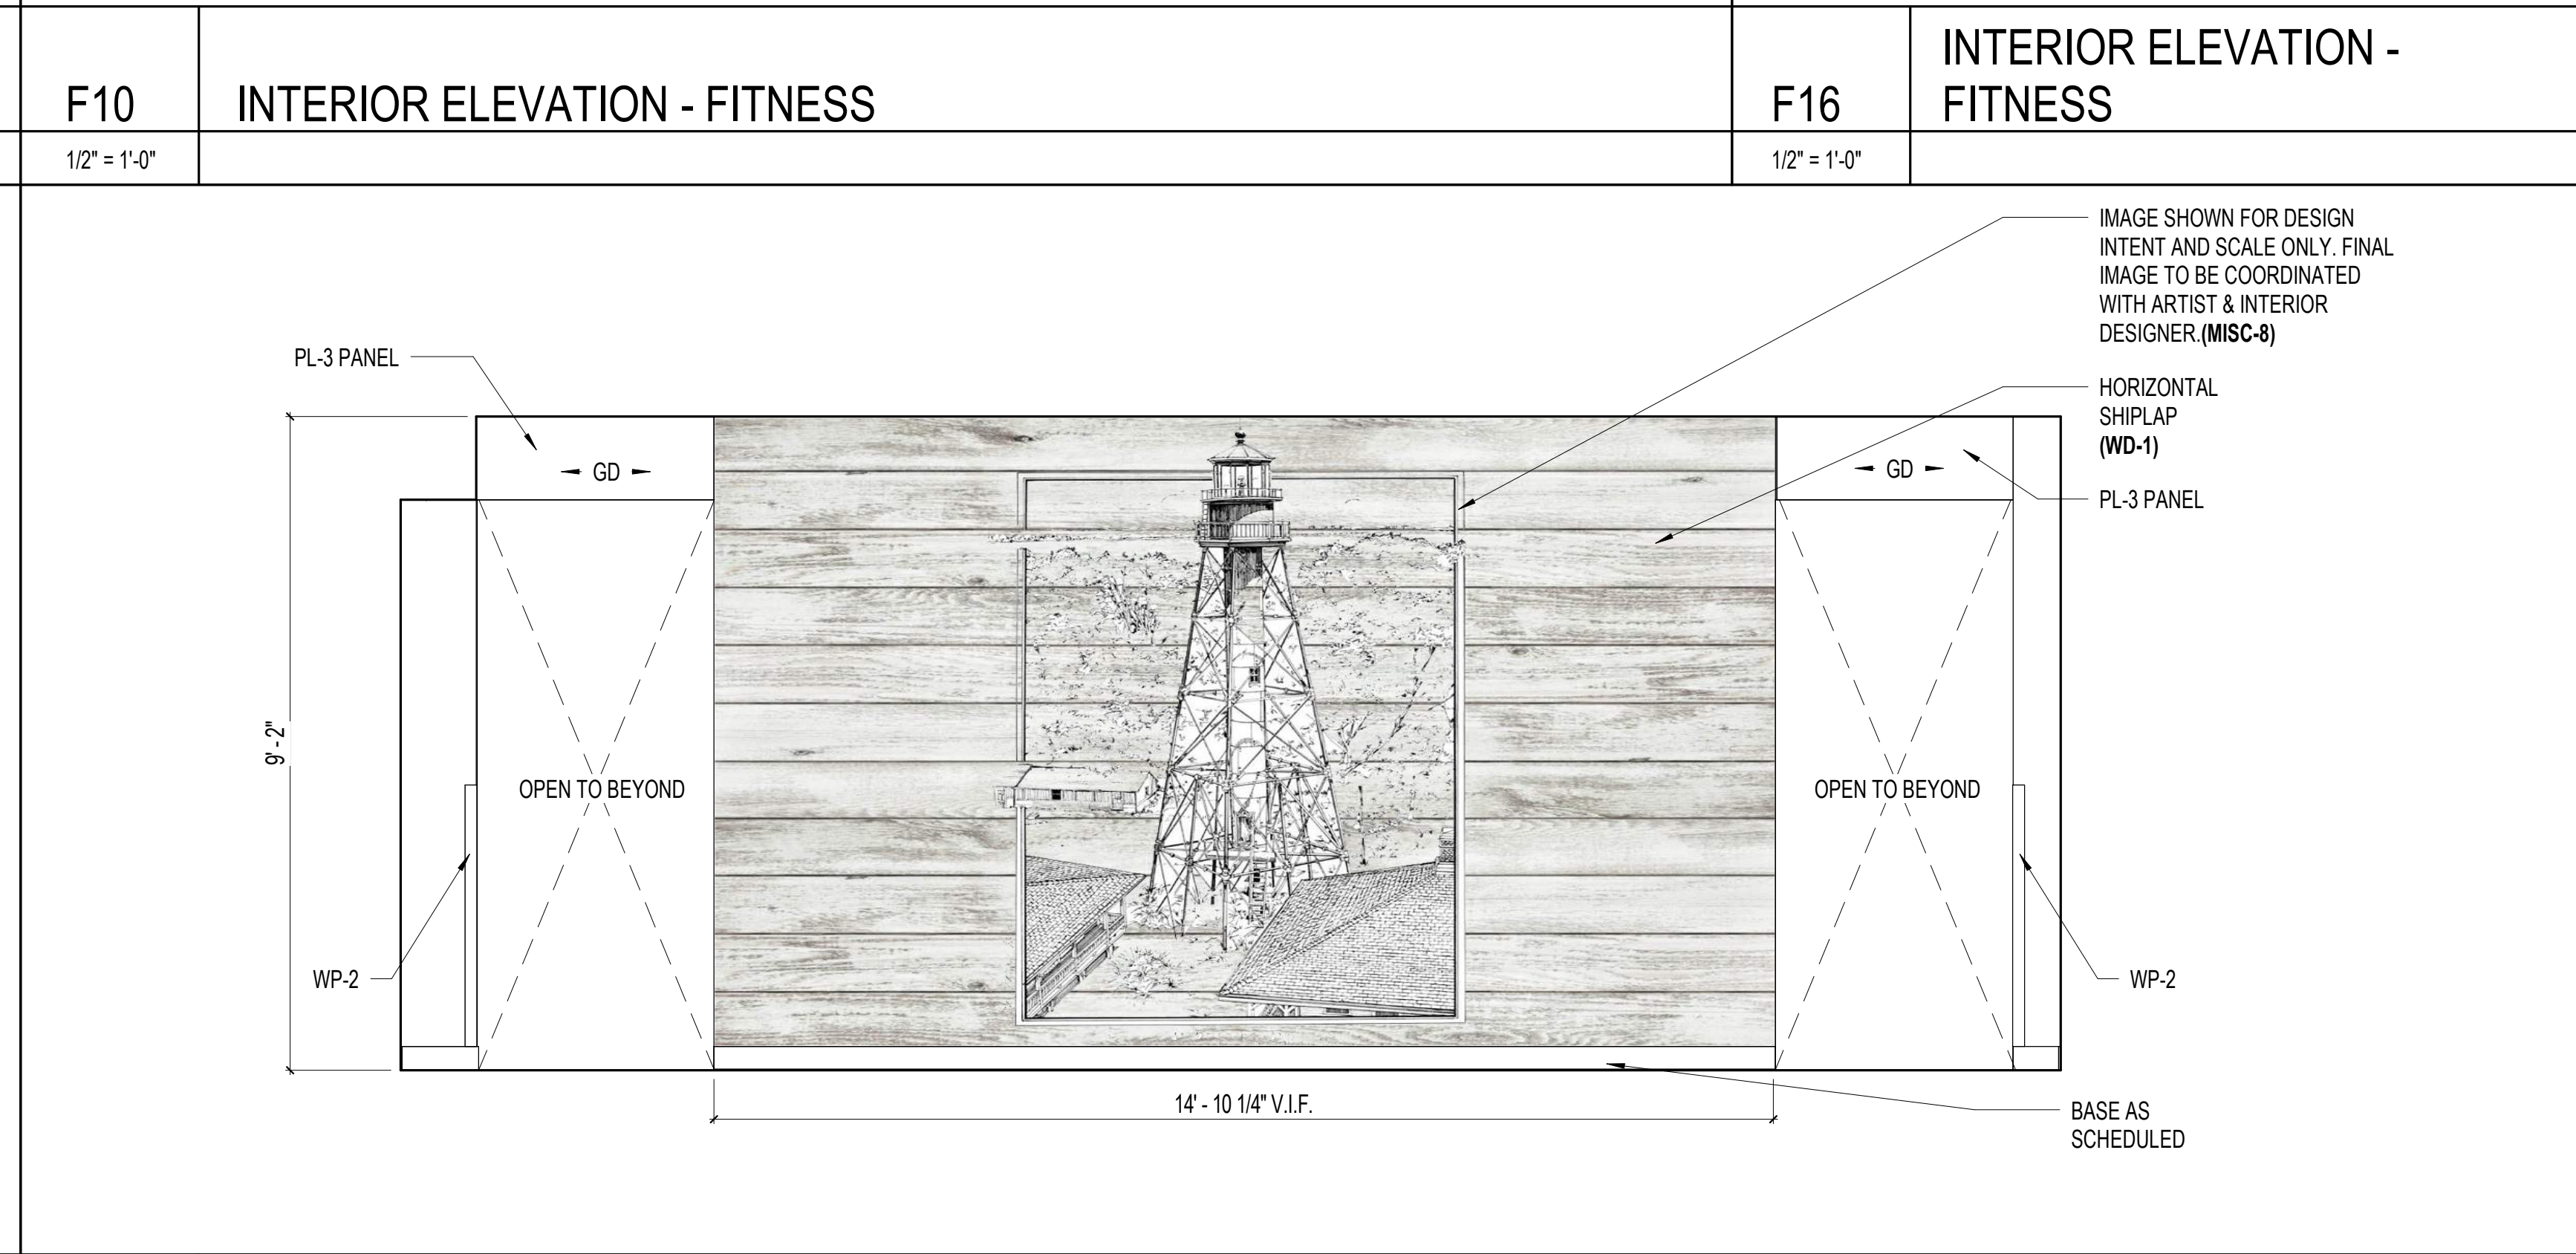 F10
INTERIOR ELEVATION - FITNESS
1/2" = 1'-0"
F16
INTERIOR ELEVATION -
FITNESS
1/2" = 1'-0"
IMAGE SHOWN FOR DESIGN
INTENT AND SCALE ONLY. FINAL
IMAGE TO BE COORDINATED
WITH ARTIST & INTERIOR
DESIGNER.(MISC-8)
HORIZONTAL
SHIPLAP
(WD-1)
PL-3 PANEL
PL-3 PANEL
GD
GD
9' - 2"
OPEN TO BEYOND
OPEN TO BEYOND
WP-2
WP-2
14' - 10 1/4" V.I.F.
BASE AS
SCHEDULED